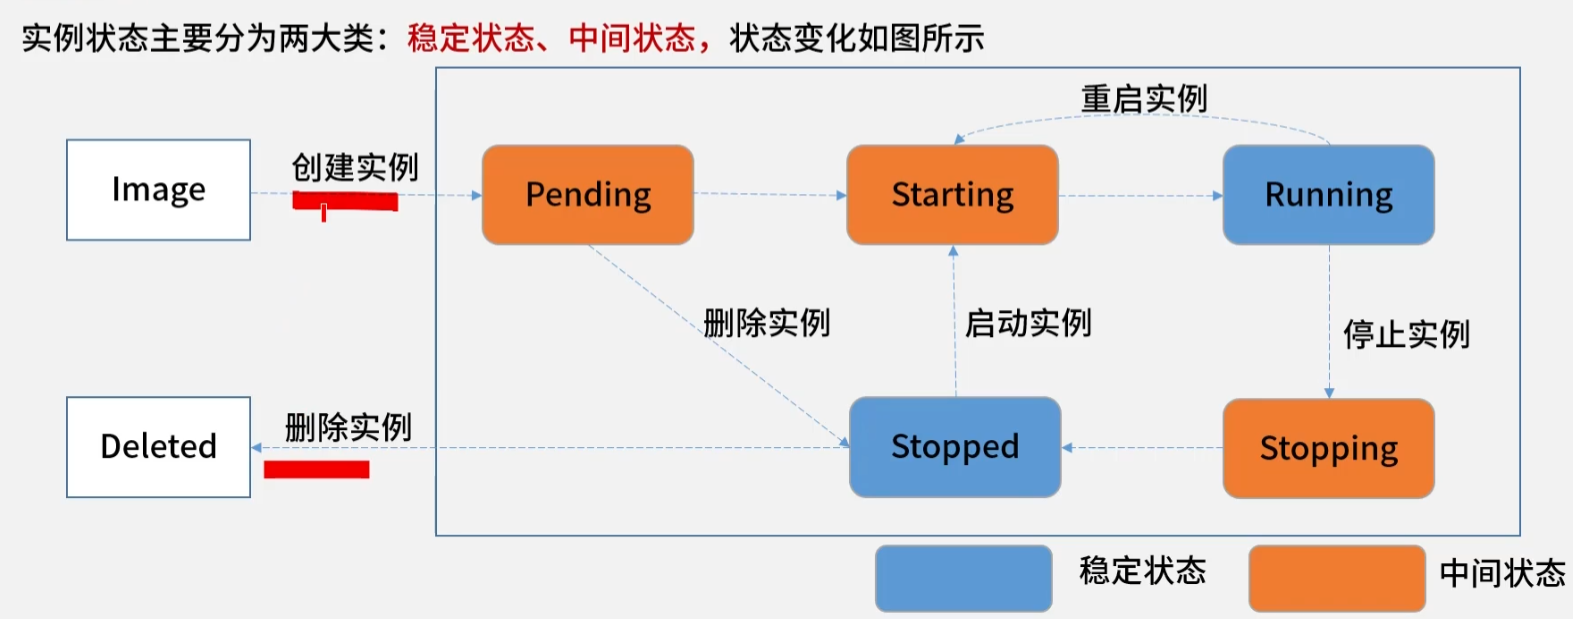 实例状态主要分为两大类：稳定状态、中间状态，状态变化如图所示
重启实例
Image
创建实例
Pending
Starting
Running
删除实例
启动实例
停止实例
Deleted
删除实例
Stopped
Stopping
稳定状态
中间状态